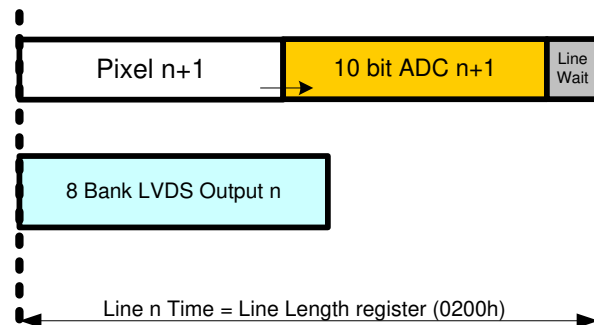 Pixel n+1
10 bit ADC n+1
Line
Wait
8 Bank LVDS Output n
Line n Time = Line Length register (0200h)